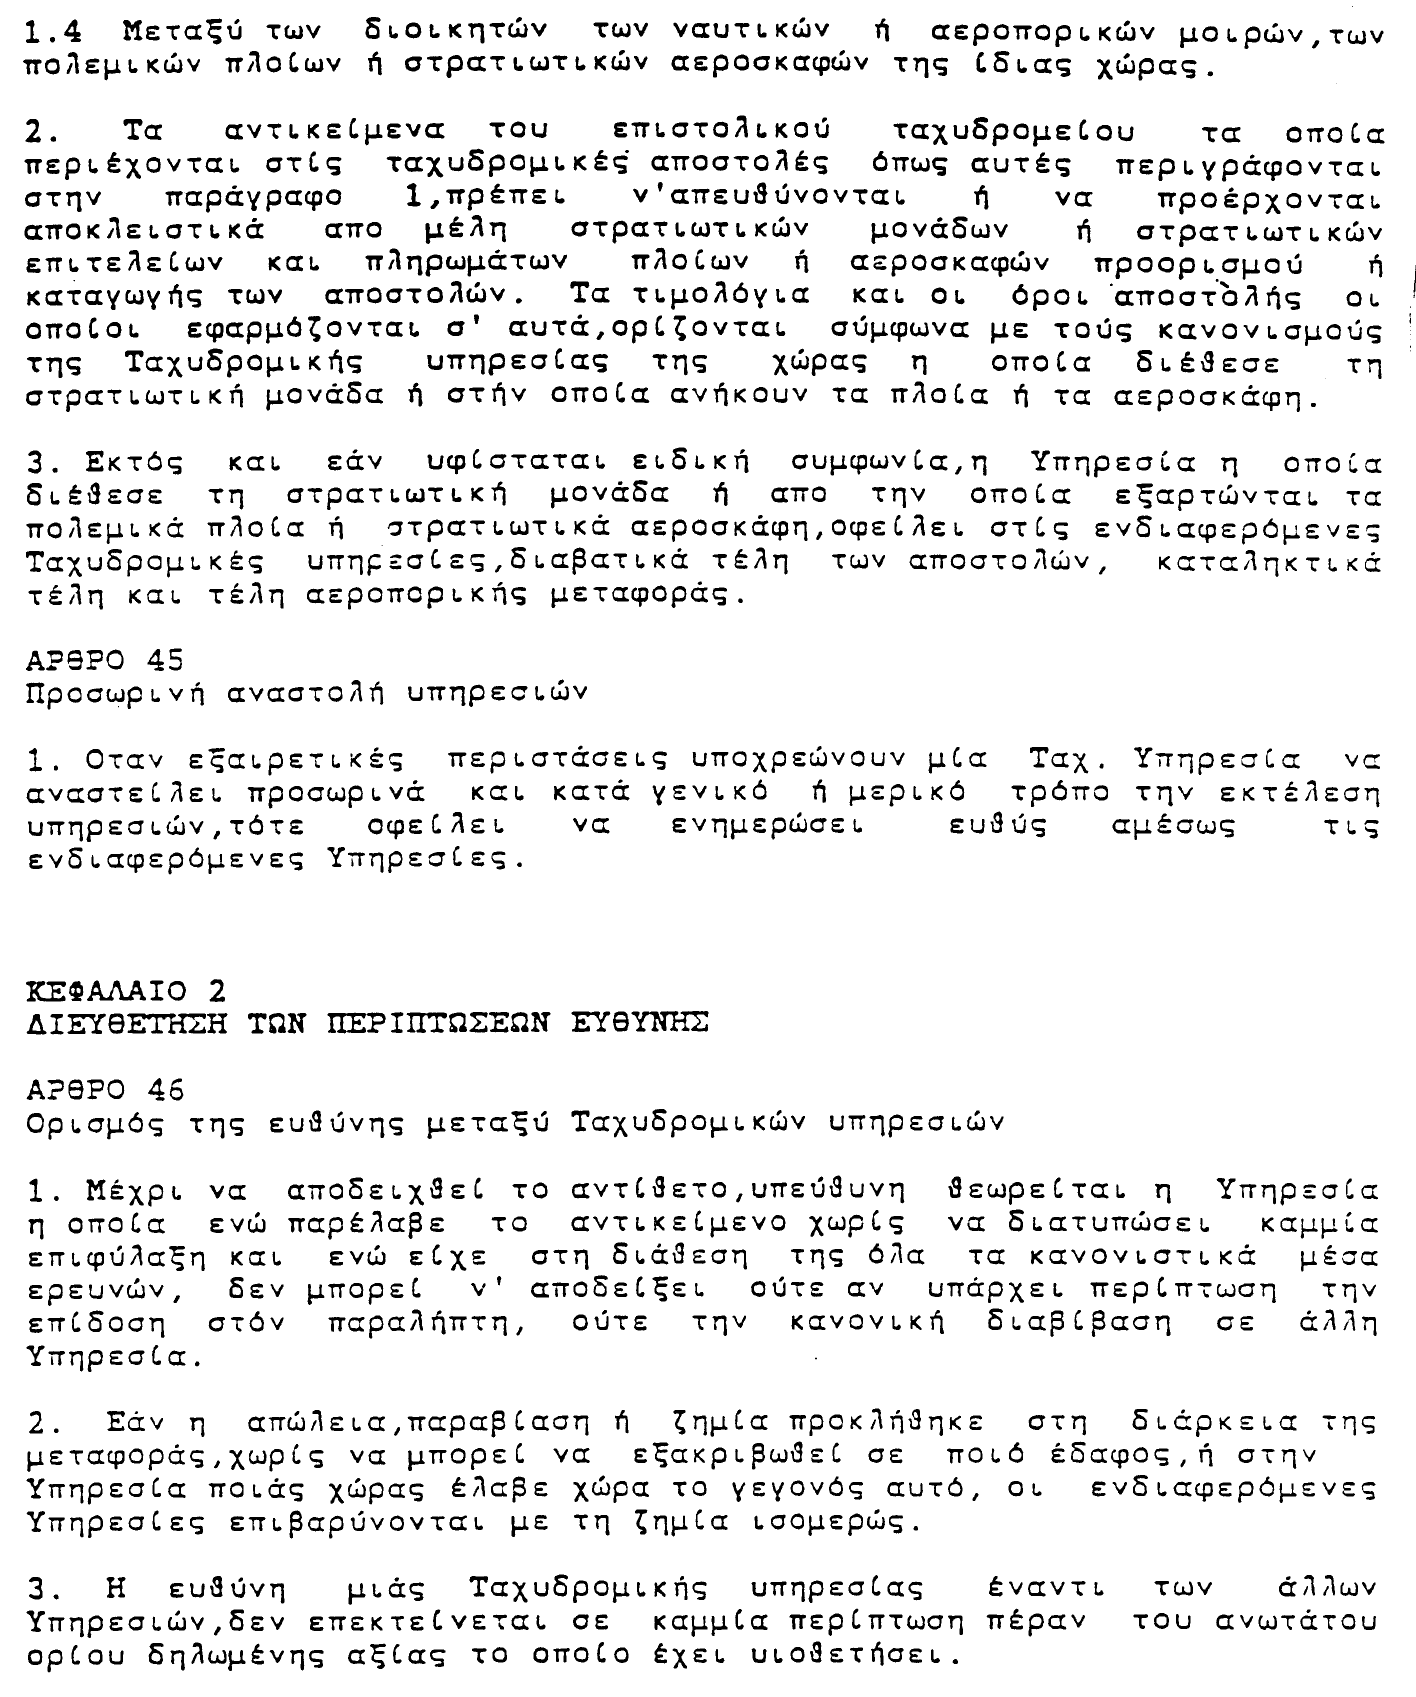 1.4 Μεταξύ των διοικητών των ναυτικών ή αεροπορικών μοιρών,των
πολεμικών πλοίων ή στρατιωτικών αεροσκαφών της ίδιας χώρας.
2. Τα αντικείμενα του επιστολικού ταχυδρομείου τα οποία
περιέχονται στίς ταχυδρομικές αποστολές όπως αυτές περιγράφονται
στην παράγραφο 1,πρέπει ν'απευθύνονται ή να προέρχονται
αποκλειστικά απο μέλη στρατιωτικών μονάδων ή στρατιωτικών
επιτελείων και πληρωμάτων πλοίων ή αεροσκαφών προορισμού ή
καταγωγής των αποστολών. Τα τιμολόγια και οι όροι αποστολής οι
οποίοι εφαρμόζονται σ' αυτά,ορίζονται σύμφωνα με τούς κανονισμούς
της Ταχυδρομικής υπηρεσίας της χώρας η οποία διέθεσε τη
στρατιωτική μονάδα ή στήν οποία ανήκουν τα πλοία ή τα αεροσκάφη.
3. Εκτός και εάν υφίσταται ειδική συμφωνία,η Υπηρεσία η οποία
διέθεσε τη στρατιωτική μονάδα ή απο την οποία εξαρτώνται τα
πολεμικά πλοία ή στρατιωτικά αεροσκάφη,οφείλει στίς ενδιαφερόμενες
Ταχυδρομικές υπηρεσίες,διαβατικά τέλη των αποστολών, καταληκτικά
τέλη και τέλη αεροπορικής μεταφοράς.
ΑΡΘΡΟ 45
Προσωρινή αναστολή υπηρεσιών
1. Οταν εξαιρετικές περιστάσεις υποχρεώνουν μία Ταχ. Υπηρεσία να
αναστείλει προσωρινά και κατά γενικό ή μερικό τρόπο την εκτέλεση
υπηρεσιών,τότε οφείλει να ενημερώσει ευθύς αμέσως τις
ενδιαφερόμενες Υπηρεσίες.
ΚΕΦΑΛΑΙΟ 2
ΔΙΕΥΘΕΤΗΣΗ ΤΩΝ ΠΕΡΙΠΤΩΣΕΩΝ ΕΥΘΥΝΗΣ
ΑΡΘΡΟ 46
Ορισμός της ευθύνης μεταξύ Ταχυδρομικών υπηρεσιών
1. Μέχρι να αποδειχθεί το αντίθετο,υπεύθυνη θεωρείται η Υπηρεσία
η οποία ενώ παρέλαβε το αντικείμενο χωρίς να διατυπώσει καμμία
επιφύλαξη και ενώ είχε στη διάθεση της όλα τα κανονιστικά μέσα
ερευνών, δεν μπορεί ν' αποδείξει ούτε αν υπάρχει περίπτωση την
επίδοση στόν παραλήπτη, ούτε την κανονική διαβίβαση σε άλλη
Υπηρεσία.
2. Εάν η απώλεια,παραβίαση ή ζημία προκλήθηκε στη διάρκεια της
μεταφοράς,χωρίς να μπορεί να εξακριβωθεί σε ποιό έδαφος,ή στην
Υπηρεσία ποιάς χώρας έλαβε χώρα το γεγονός αυτό, οι ενδιαφερόμενες
Υπηρεσίες επιβαρύνονται με τη ζημία ισομερώς.
3. Η ευθύνη μιάς Ταχυδρομικής υπηρεσίας έναντι των άλλων
Υπηρεσιών,δεν επεκτείνεται σε καμμία περίπτωση πέραν του ανωτάτου
ορίου δηλωμένης αξίας το οποίο έχει υιοθετήσει.